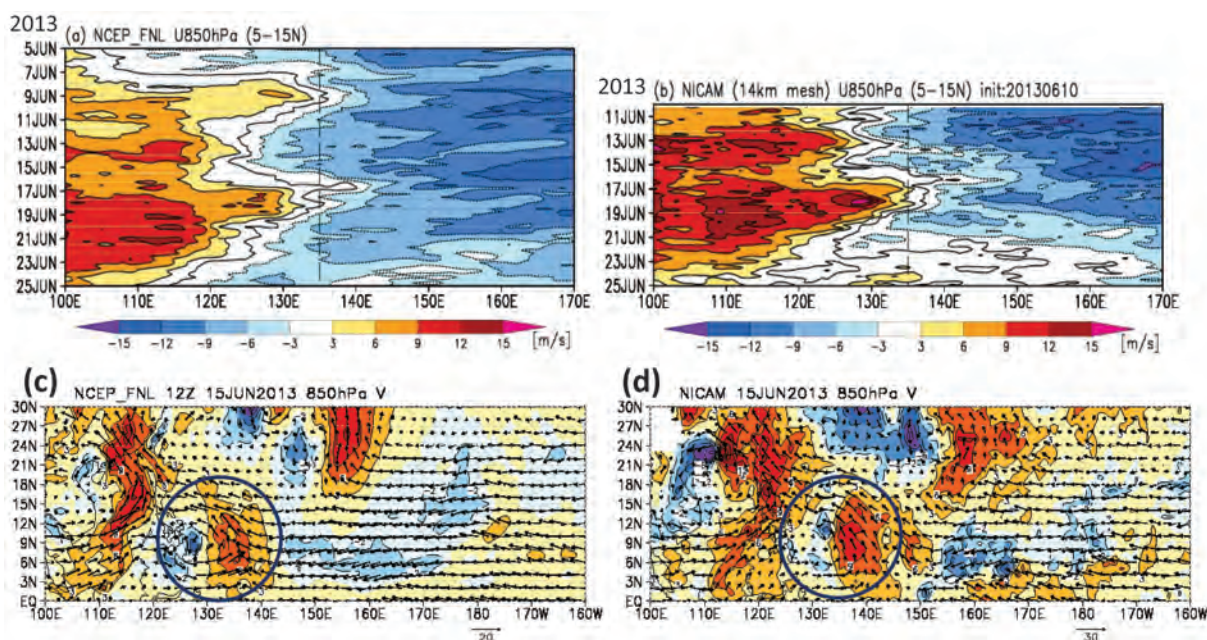 2013
(a) NCEP_FNL U850hPa (5-15N)
5JUN
7JUN
9JUN
11JUN
13JUN
15JUN
17JUN
19JUN
21JUN
23JUN
25JUN
100E 110E 120E 130E 140E 150E 160E 170E
-15 -12 -9 -6 -3 3 6 9 12 15 [m/s]
2013 (b) NICAM (14km mesh) U850hPa (5-15N) init:20130610
11JUN
13JUN
15JUN
17JUN
19JUN
21JUN
23JUN
25JUN
100E 110E 120E 130E 140E 150E 160E 170E
-15 -12 -9 -6 -3 3 6 9 12 15 [m/s]
(c) NCEP_FNL 12Z 15JUN2013 850hPa V
30N
27N
24N
21N
18N
15N
12N
9N
6N
3N
EQ
100E 110E 120E 130E 140E 150E 160E 170E 180 170W 160W
20
(d) NICAM 15JUN2013 850hPa V
30N
27N
24N
21N
18N
15N
12N
9N
6N
3N
EQ
100E 110E 120E 130E 140E 150E 160E 170E 180 170W 160W
30